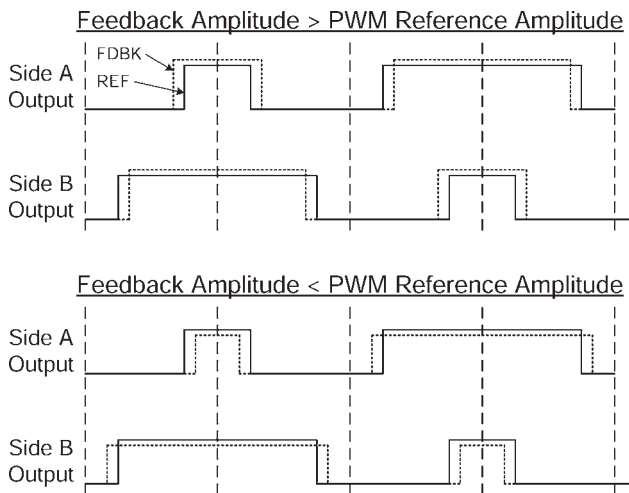 Feedback Amplitude > PWM Reference Amplitude
FDBK
REF
Side A
Output
Side B
Output
Feedback Amplitude < PWM Reference Amplitude
Side A
Output
Side B
Output